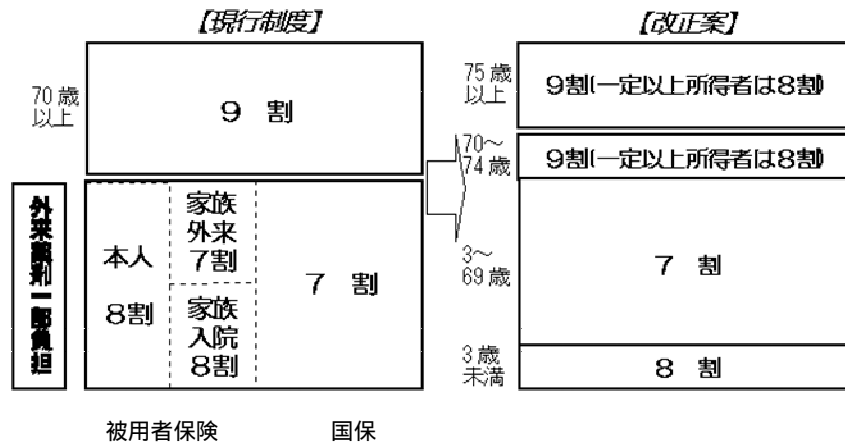 【現行制度】
70歳
以上
9 割
外来薬剤一部負担
本人
8割
家族
外来
7割
家族
入院
8割
7 割
被用者保険
国保
【改正案】
75歳
以上
9割(一定以上所得者は8割)
70～
74歳
9割(一定以上所得者は8割)
3～
69歳
7 割
3歳
未満
8 割